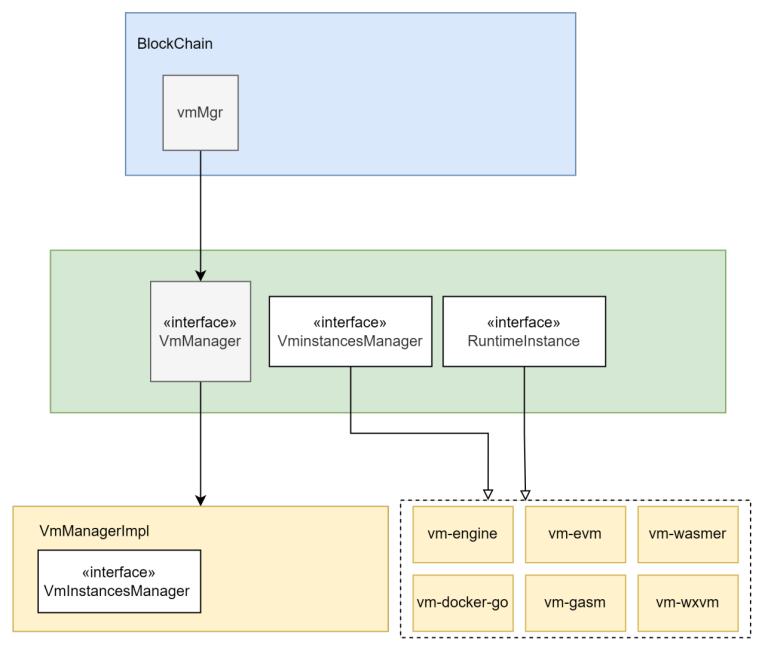 BlockChain
vmMgr
«interface»
VmManager
«interface»
VminstancesManager
«interface»
RuntimeInstance
VmManagerImpl
«interface»
VmInstancesManager
vm-engine
vm-evm
vm-wasmer
vm-docker-go
vm-gasm
vm-wxvm